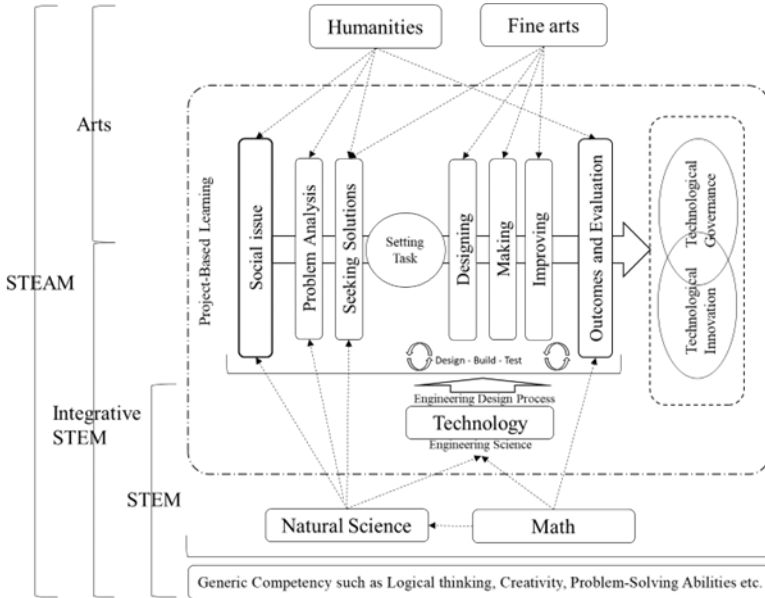 Humanities
Fine arts
Arts
STEAM
Integrative
STEM
STEM
Project-Based Learning
Social issue
Problem Analysis
Seeking Solutions
Setting
Task
Designing
Making
Improving
Outcomes and Evaluation
Technological
Governance
Technological
Innovation
Design - Build - Test
Engineering Design Process
Technology
Engineering Science
Natural Science
Math
Generic Competency such as Logical thinking, Creativity, Problem-Solving Abilities etc.